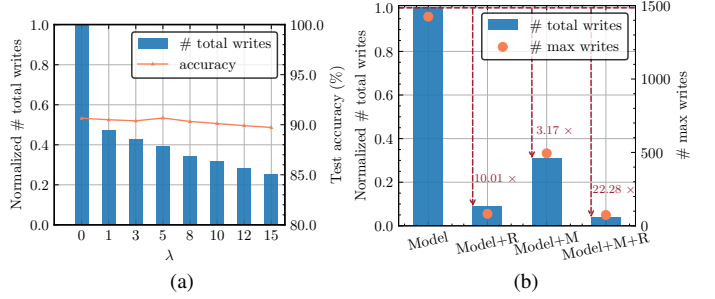 Normalized # total writes
1.0
0.8
0.6
0.4
0.2
0.0
# total writes
accuracy
100.0
95.0
90.0
85.0
80.0
Test accuracy (%)
0 1 3 5 8 10 12 15
λ
(a)
Normalized # total writes
1.0
0.8
0.6
0.4
0.2
0.0
# total writes
# max writes
10.01 ×
3.17 ×
22.28 ×
1500
1000
500
0
# max writes
Model Model+R Model+M Model+M+R
(b)